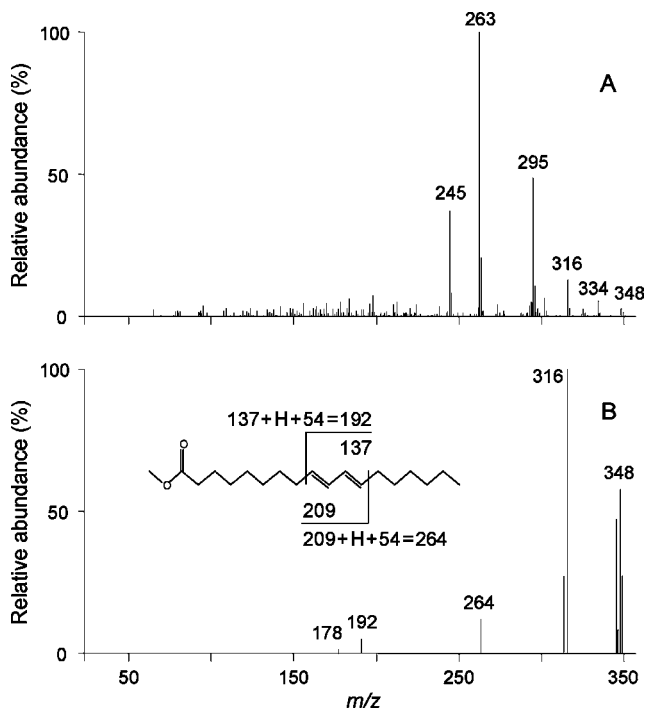 100
263
A
Relative abundance (%)
50
295
245
316
334
348
0
100
316
B
Relative abundance (%)
137+H+54=192
137
O
O
348
50
209
209+H+54=264
264
192
178
0
50
150
250
350
m/z